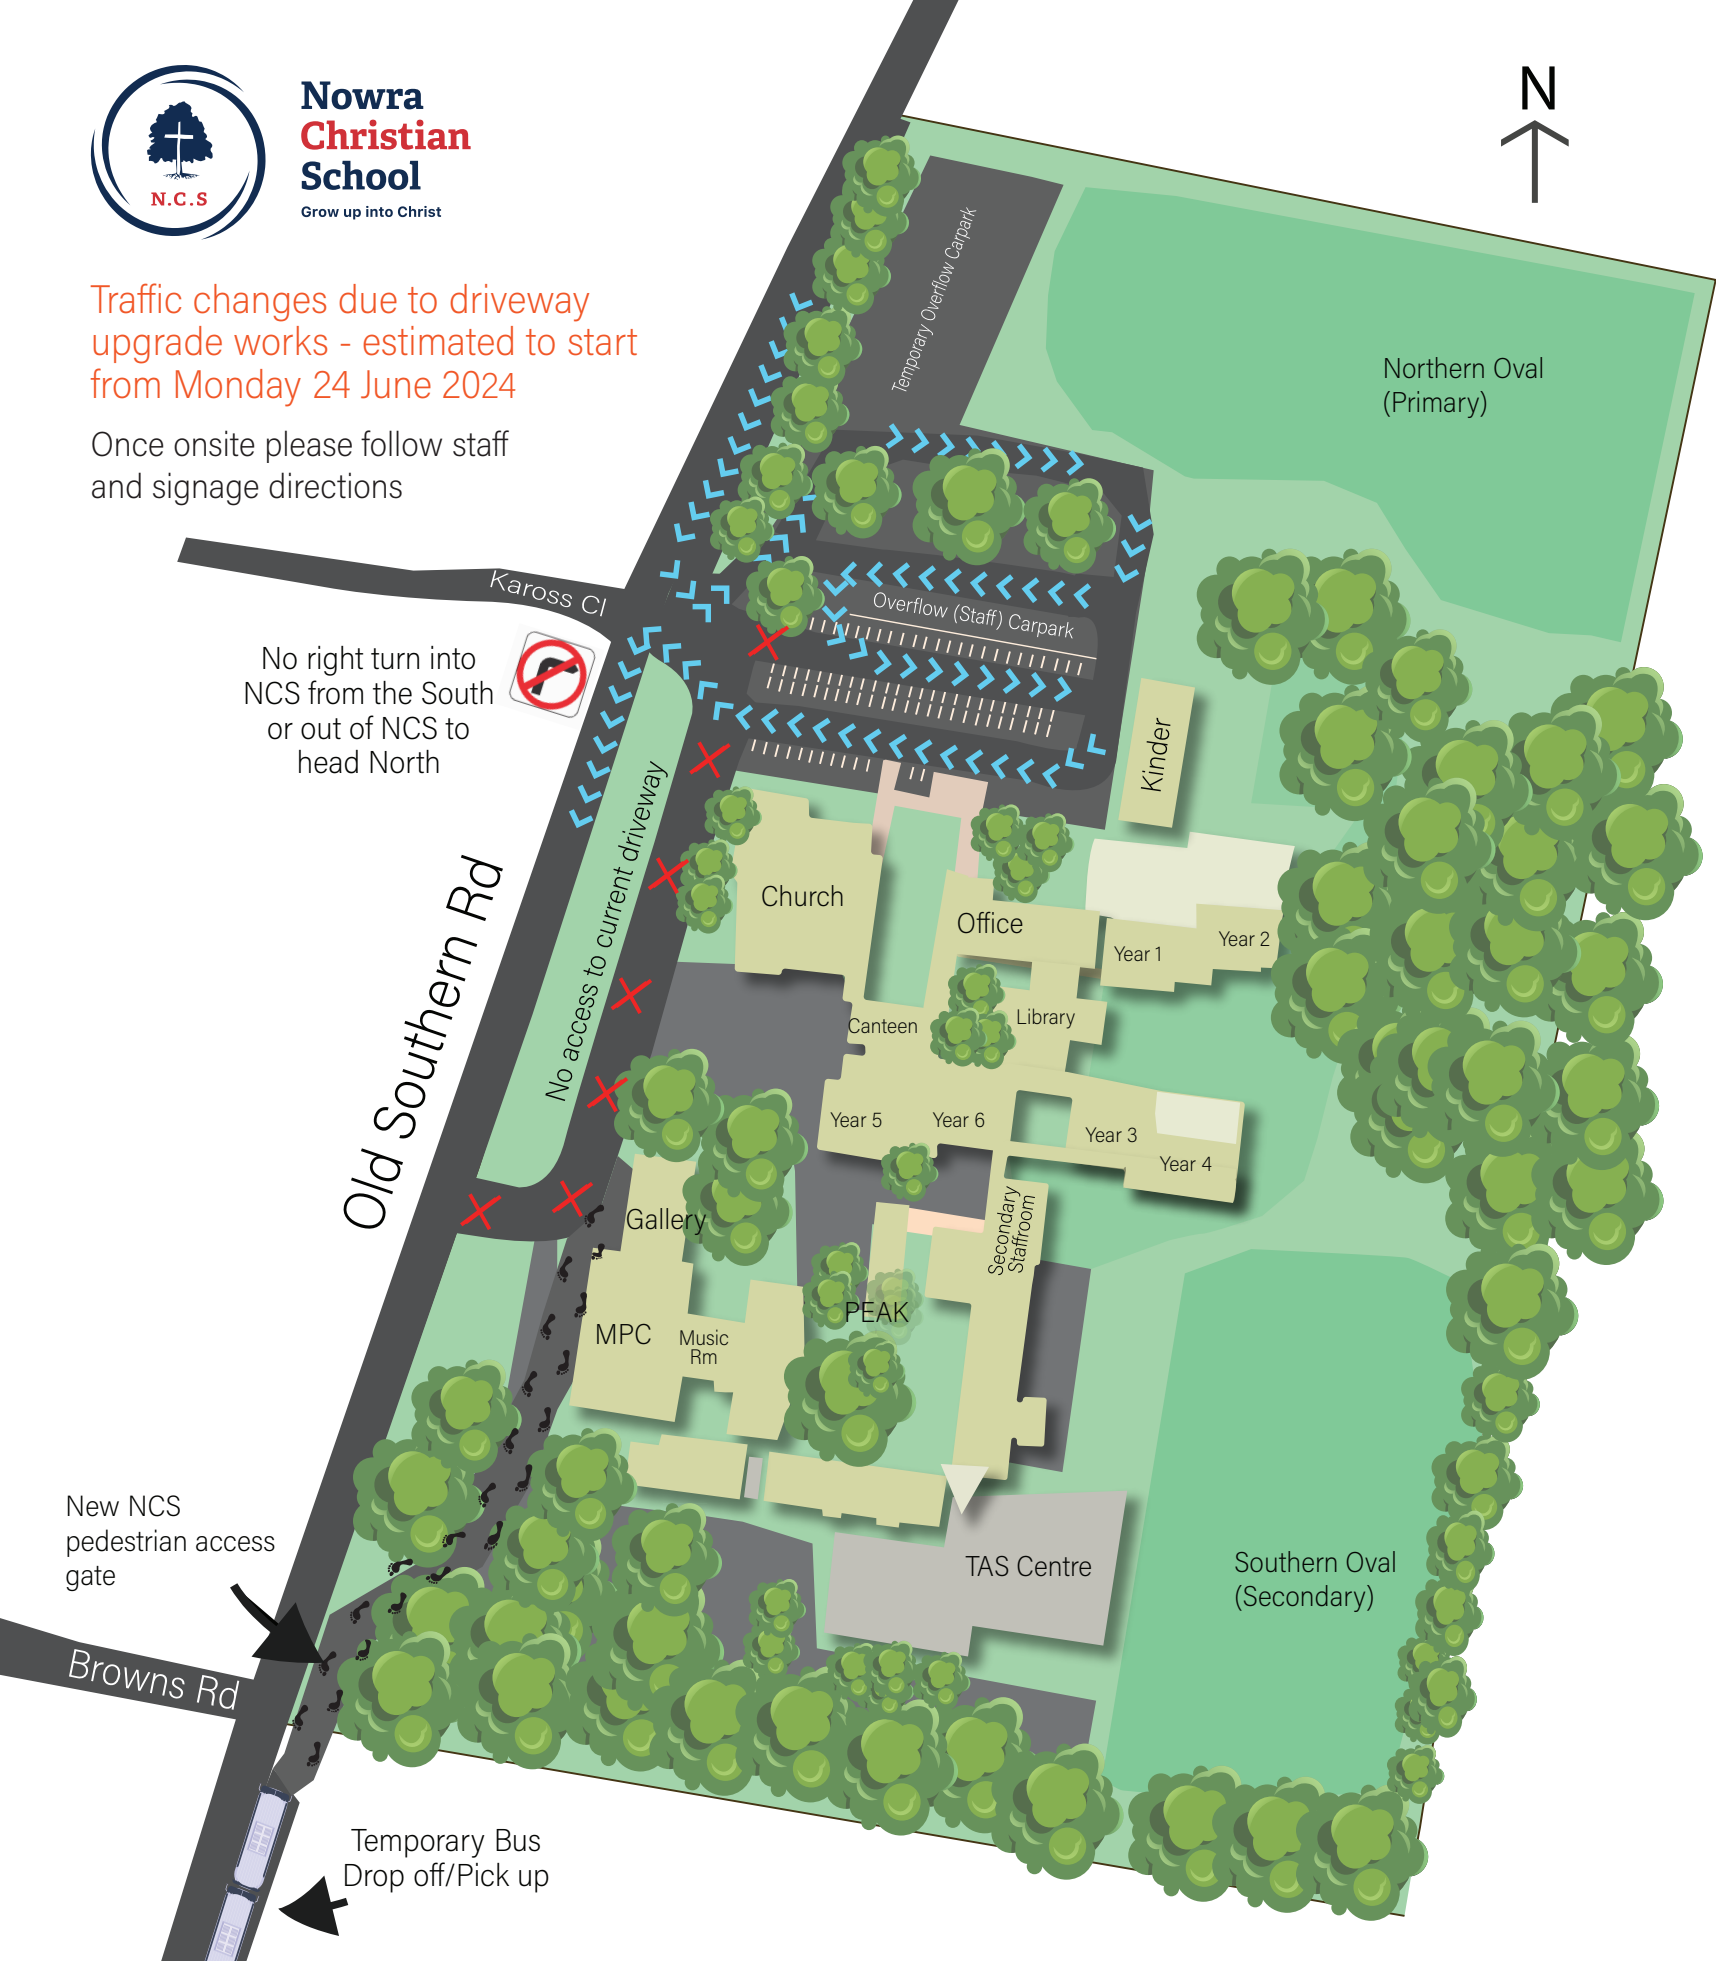 N.C.S
Nowra
Christian
School
Grow up into Christ
N
Traffic changes due to driveway
upgrade works - estimated to start
from Monday 24 June 2024
Once onsite please follow staff
and signage directions
Temporary Overflow Carpark
Northern Oval
(Primary)
Kaross Cl
Overflow (Staff) Carpark
No right turn into
NCS from the South
or out of NCS to
head North
Kinder
No access to current driveway
Old Southern Rd
Church
Office
Year 1
Year 2
Canteen
Library
Year 5
Year 6
Year 3
Year 4
Gallery
Secondary
Staffroom
PEAK
MPC
Music
Rm
New NCS
pedestrian access
gate
TAS Centre
Southern Oval
(Secondary)
Browns Rd
Temporary Bus
Drop off/Pick up